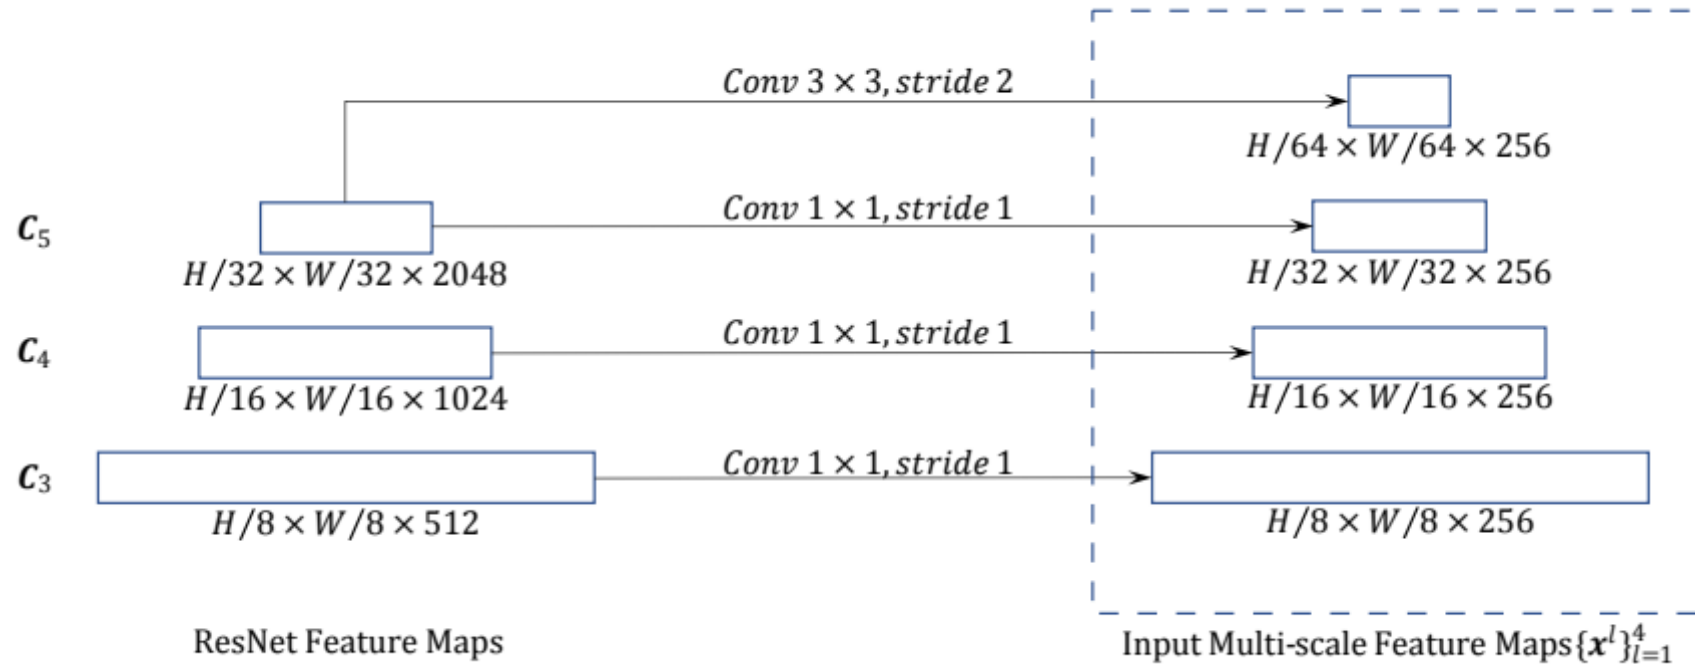 Conv 3 × 3, stride 2
H/64 × W/64 × 256
C₅
Conv 1 × 1, stride 1
H/32 × W/32 × 2048
H/32 × W/32 × 256
C₄
Conv 1 × 1, stride 1
H/16 × W/16 × 1024
H/16 × W/16 × 256
C₃
Conv 1 × 1, stride 1
H/8 × W/8 × 512
H/8 × W/8 × 256
ResNet Feature Maps
Input Multi-scale Feature Maps{xˡ}⁴ₗ₌₁